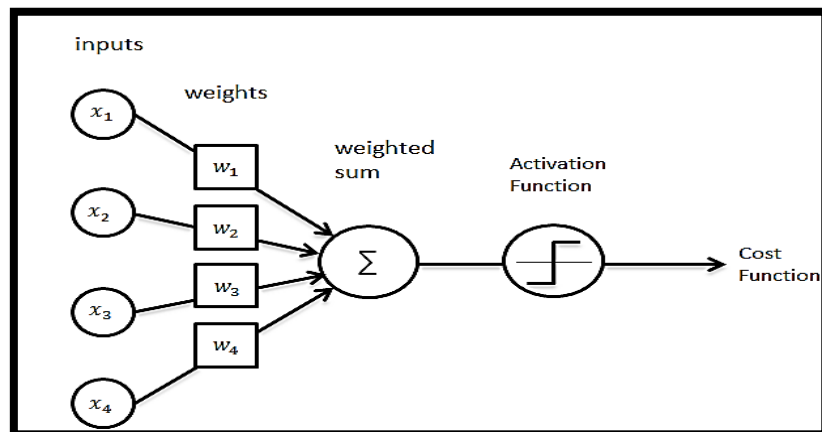 inputs
weights
weighted
sum
Activation
Function
x₁
w₁
x₂
w₂
Σ
Cost
Function
x₃
w₃
w₄
x₄